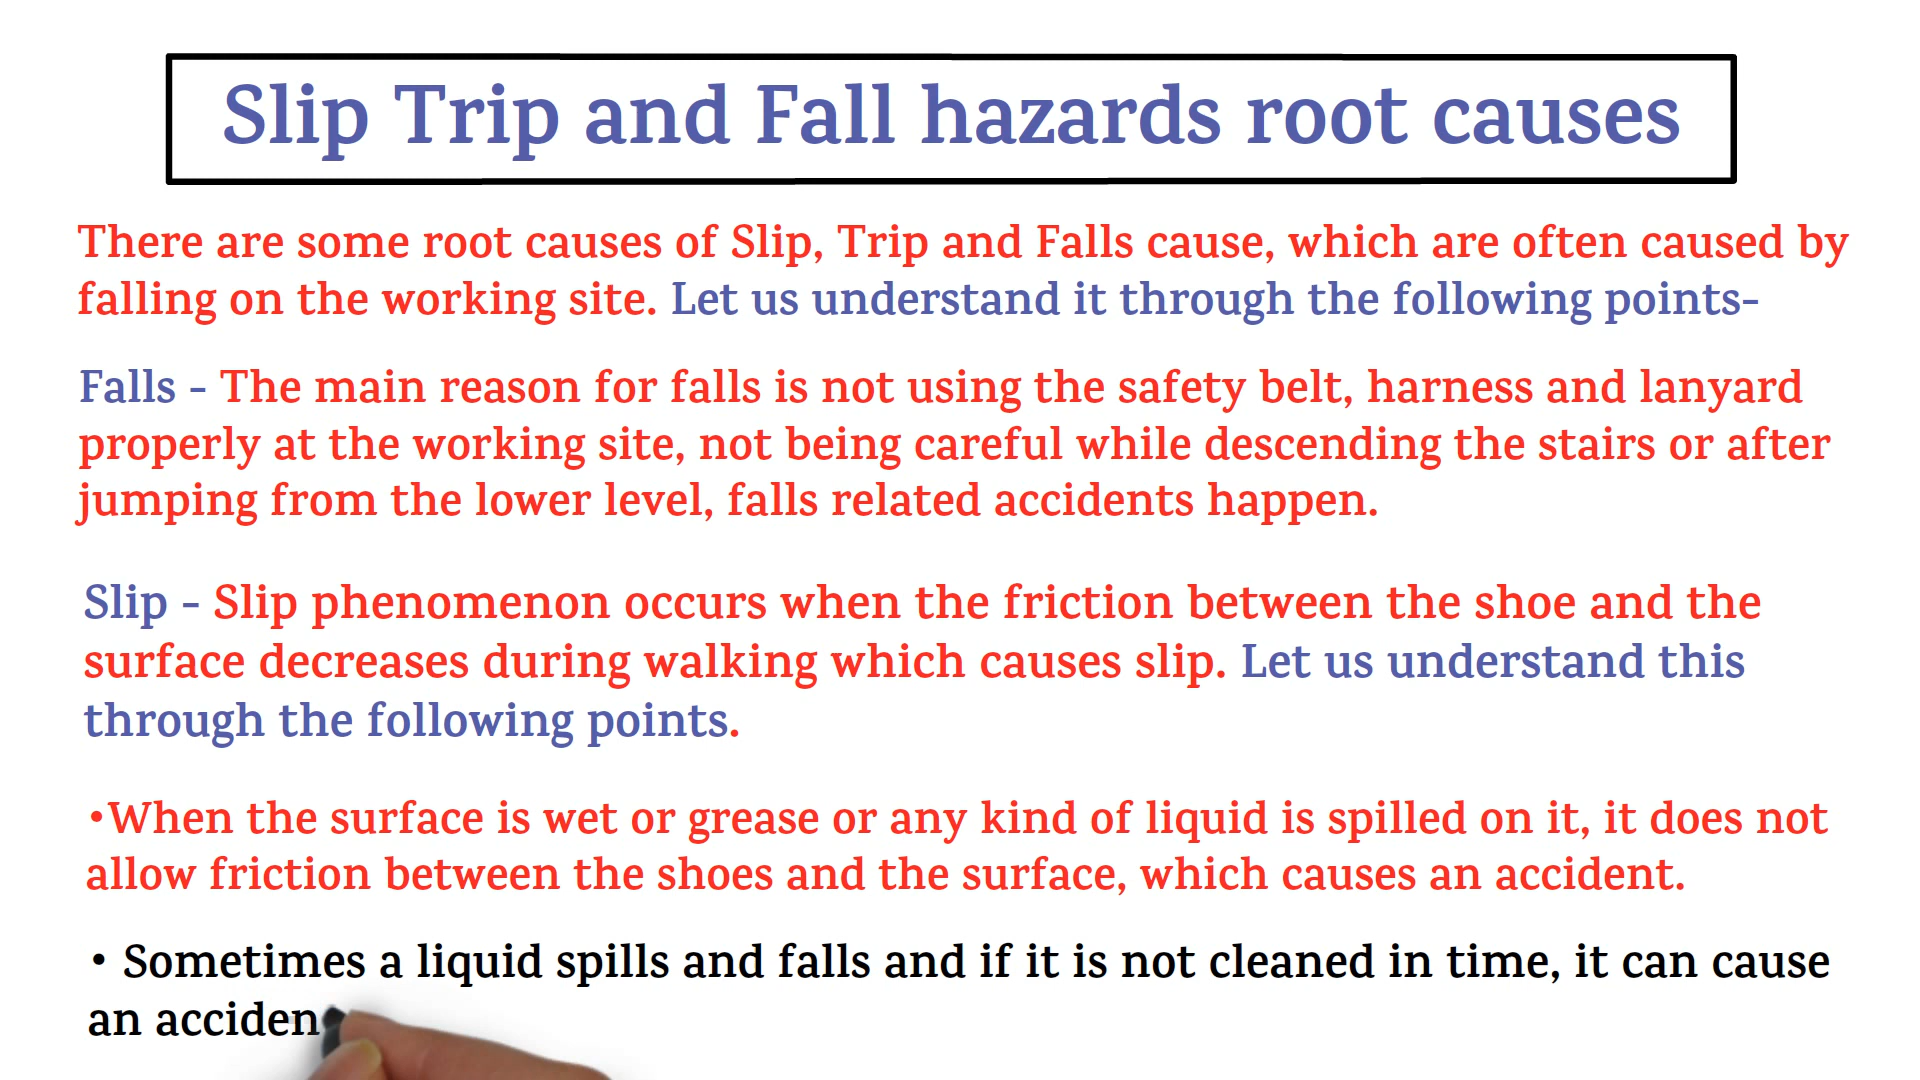 Slip Trip and Fall hazards root causes
There are some root causes of Slip, Trip and Falls cause, which are often caused by
falling on the working site. Let us understand it through the following points-
Falls - The main reason for falls is not using the safety belt, harness and lanyard
properly at the working site, not being careful while descending the stairs or after
jumping from the lower level, falls related accidents happen.
Slip - Slip phenomenon occurs when the friction between the shoe and the
surface decreases during walking which causes slip. Let us understand this
through the following points.
•When the surface is wet or grease or any kind of liquid is spilled on it, it does not
allow friction between the shoes and the surface, which causes an accident.
• Sometimes a liquid spills and falls and if it is not cleaned in time, it can cause
an acciden